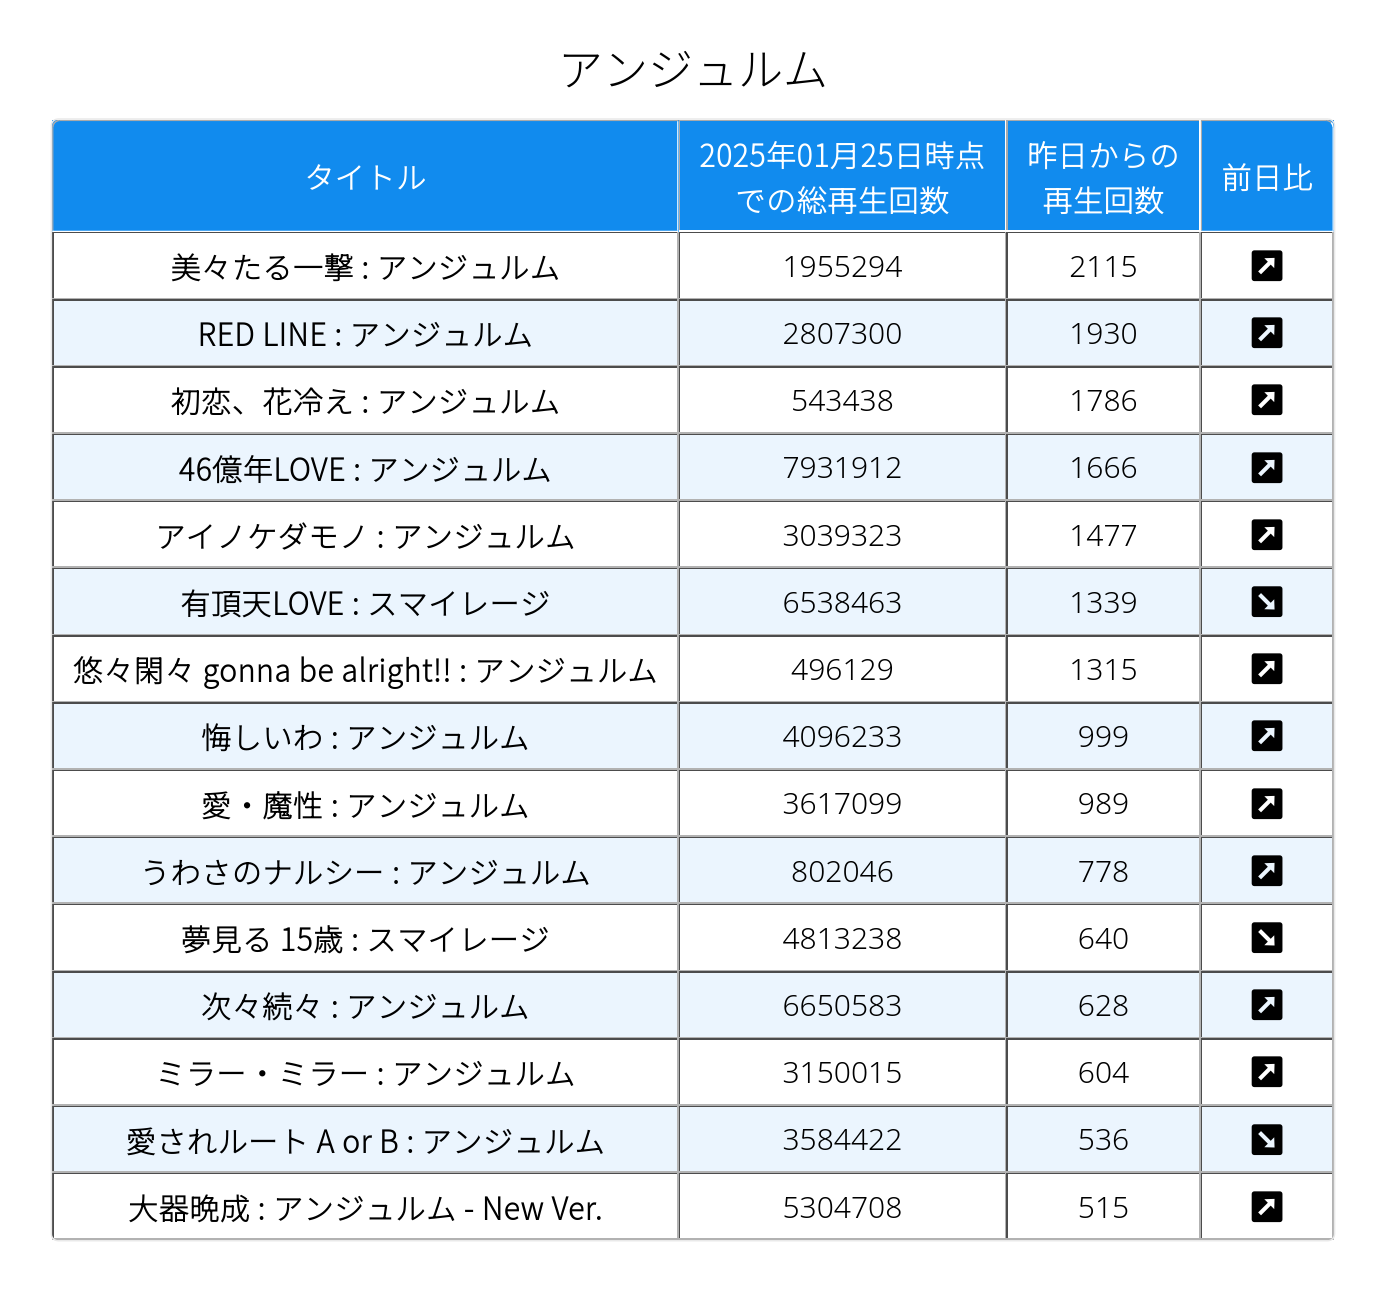 アンジュルム
タイトル 2025年01月25日時点での総再生回数 昨日からの再生回数 前日比
美々たる一撃 : アンジュルム 1955294 2115 ↗
RED LINE : アンジュルム 2807300 1930 ↗
初恋、花冷え : アンジュルム 543438 1786 ↗
46億年LOVE : アンジュルム 7931912 1666 ↗
アイノケダモノ : アンジュルム 3039323 1477 ↗
有頂天LOVE : スマイレージ 6538463 1339 ↘
悠々閑々 gonna be alright!! : アンジュルム 496129 1315 ↗
悔しいわ : アンジュルム 4096233 999 ↗
愛・魔性 : アンジュルム 3617099 989 ↗
うわさのナルシー : アンジュルム 802046 778 ↗
夢見る 15歳 : スマイレージ 4813238 640 ↘
次々続々 : アンジュルム 6650583 628 ↗
ミラー・ミラー : アンジュルム 3150015 604 ↗
愛されルート A or B : アンジュルム 3584422 536 ↘
大器晩成 : アンジュルム - New Ver. 5304708 515 ↗